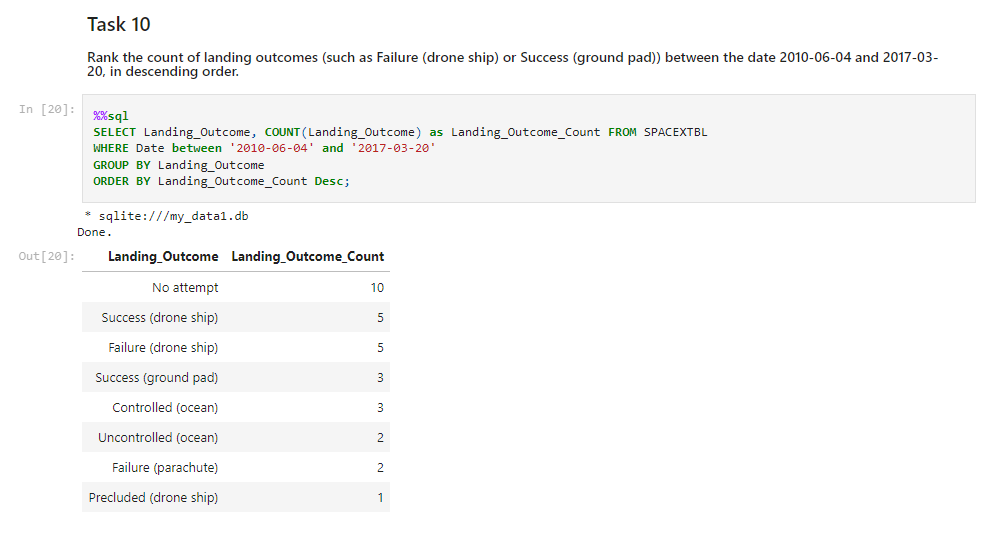 Task 10
Rank the count of landing outcomes (such as Failure (drone ship) or Success (ground pad)) between the date 2010-06-04 and 2017-03-
20, in descending order.
In [20]:
%%sql
SELECT Landing_Outcome, COUNT(Landing_Outcome) as Landing_Outcome_Count FROM SPACEXTBL
WHERE Date between '2010-06-04' and '2017-03-20'
GROUP BY Landing_Outcome
ORDER BY Landing_Outcome_Count Desc;
* sqlite:///my_data1.db
Done.
Out[20]:
Landing_Outcome Landing_Outcome_Count
No attempt 10
Success (drone ship) 5
Failure (drone ship) 5
Success (ground pad) 3
Controlled (ocean) 3
Uncontrolled (ocean) 2
Failure (parachute) 2
Precluded (drone ship) 1